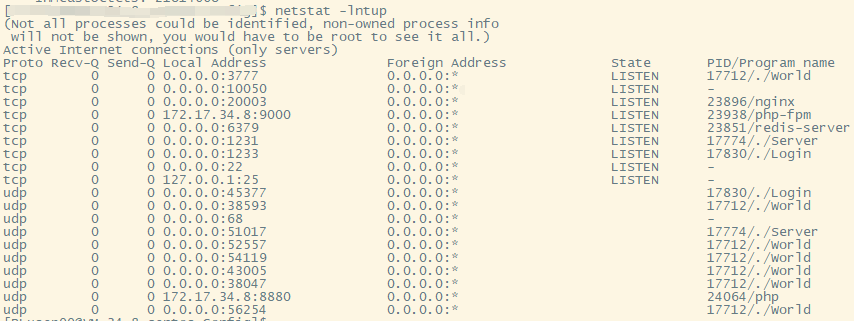 ]$ netstat -lntup
(Not all processes could be identified, non-owned process info
will not be shown, you would have to be root to see it all.)
Active Internet connections (only servers)
Proto Recv-Q Send-Q Local Address Foreign Address State PID/Program name
tcp 0 0 0.0.0.0:3777 0.0.0.0:* LISTEN 17712/./World
tcp 0 0 0.0.0.0:10050 0.0.0.0:* LISTEN -
tcp 0 0 0.0.0.0:20003 0.0.0.0:* LISTEN 23896/nginx
tcp 0 0 172.17.34.8:9000 0.0.0.0:* LISTEN 23938/php-fpm
tcp 0 0 0.0.0.0:6379 0.0.0.0:* LISTEN 23851/redis-server
tcp 0 0 0.0.0.0:1231 0.0.0.0:* LISTEN 17774/./Server
tcp 0 0 0.0.0.0:1233 0.0.0.0:* LISTEN 17830/./Login
tcp 0 0 0.0.0.0:22 0.0.0.0:* LISTEN -
tcp 0 0 127.0.0.1:25 0.0.0.0:* LISTEN -
udp 0 0 0.0.0.0:45377 0.0.0.0:* 17830/./Login
udp 0 0 0.0.0.0:38593 0.0.0.0:* 17712/./World
udp 0 0 0.0.0.0:68 0.0.0.0:* -
udp 0 0 0.0.0.0:51017 0.0.0.0:* 17774/./Server
udp 0 0 0.0.0.0:52557 0.0.0.0:* 17712/./World
udp 0 0 0.0.0.0:54119 0.0.0.0:* 17712/./World
udp 0 0 0.0.0.0:43005 0.0.0.0:* 17712/./World
udp 0 0 0.0.0.0:38047 0.0.0.0:* 17712/./World
udp 0 0 172.17.34.8:8880 0.0.0.0:* 24064/php
udp 0 0 0.0.0.0:56254 0.0.0.0:* 17712/./World